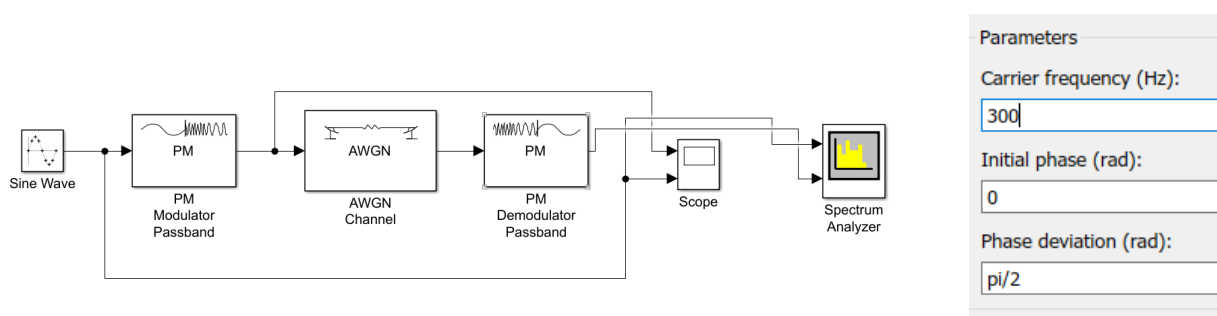 Sine Wave
PM
PM
Modulator
Passband
AWGN
AWGN
Channel
PM
PM
Demodulator
Passband
Scope
Spectrum
Analyzer
Parameters
Carrier frequency (Hz):
300
Initial phase (rad):
0
Phase deviation (rad):
pi/2